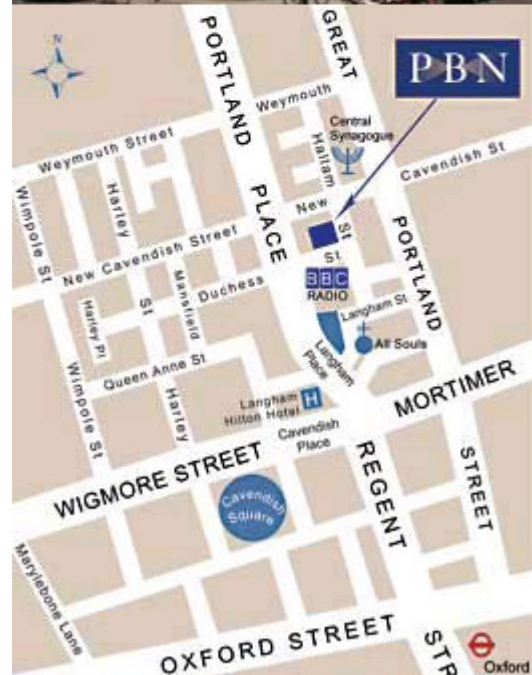 N
PORTLAND
PLACE
GREAT
PORTLAND
STREET
PBN
Weymouth
Weymouth Street
Central
Synagogue
Hallam
St
Cavendish St
New
New Cavendish Street
Wimpole St
Harley
St
Harley
Mansfield
Duchess
St
BBC
RADIO
Langham St
All Souls
Langham
Place
Harley Pl
Queen Anne St
Wimpole St
Langham
Hilton Hotel
H
Cavendish
Place
MORTIMER
WIGMORE STREET
REGENT
Cavendish
Square
Marylebone Lane
OXFORD STREET
STR
Oxford